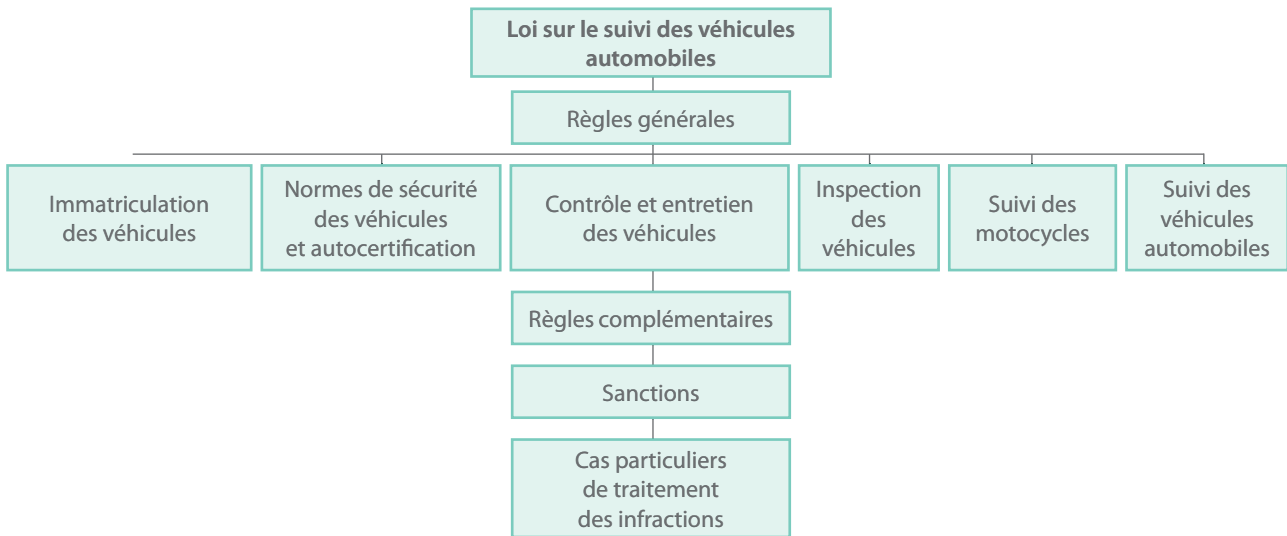 Loi sur le suivi des véhicules
automobiles
Règles générales
Immatriculation
des véhicules
Normes de sécurité
des véhicules
et autocertification
Contrôle et entretien
des véhicules
Inspection
des
véhicules
Suivi des
motocycles
Suivi des
véhicules
automobiles
Règles complémentaires
Sanctions
Cas particuliers
de traitement
des infractions